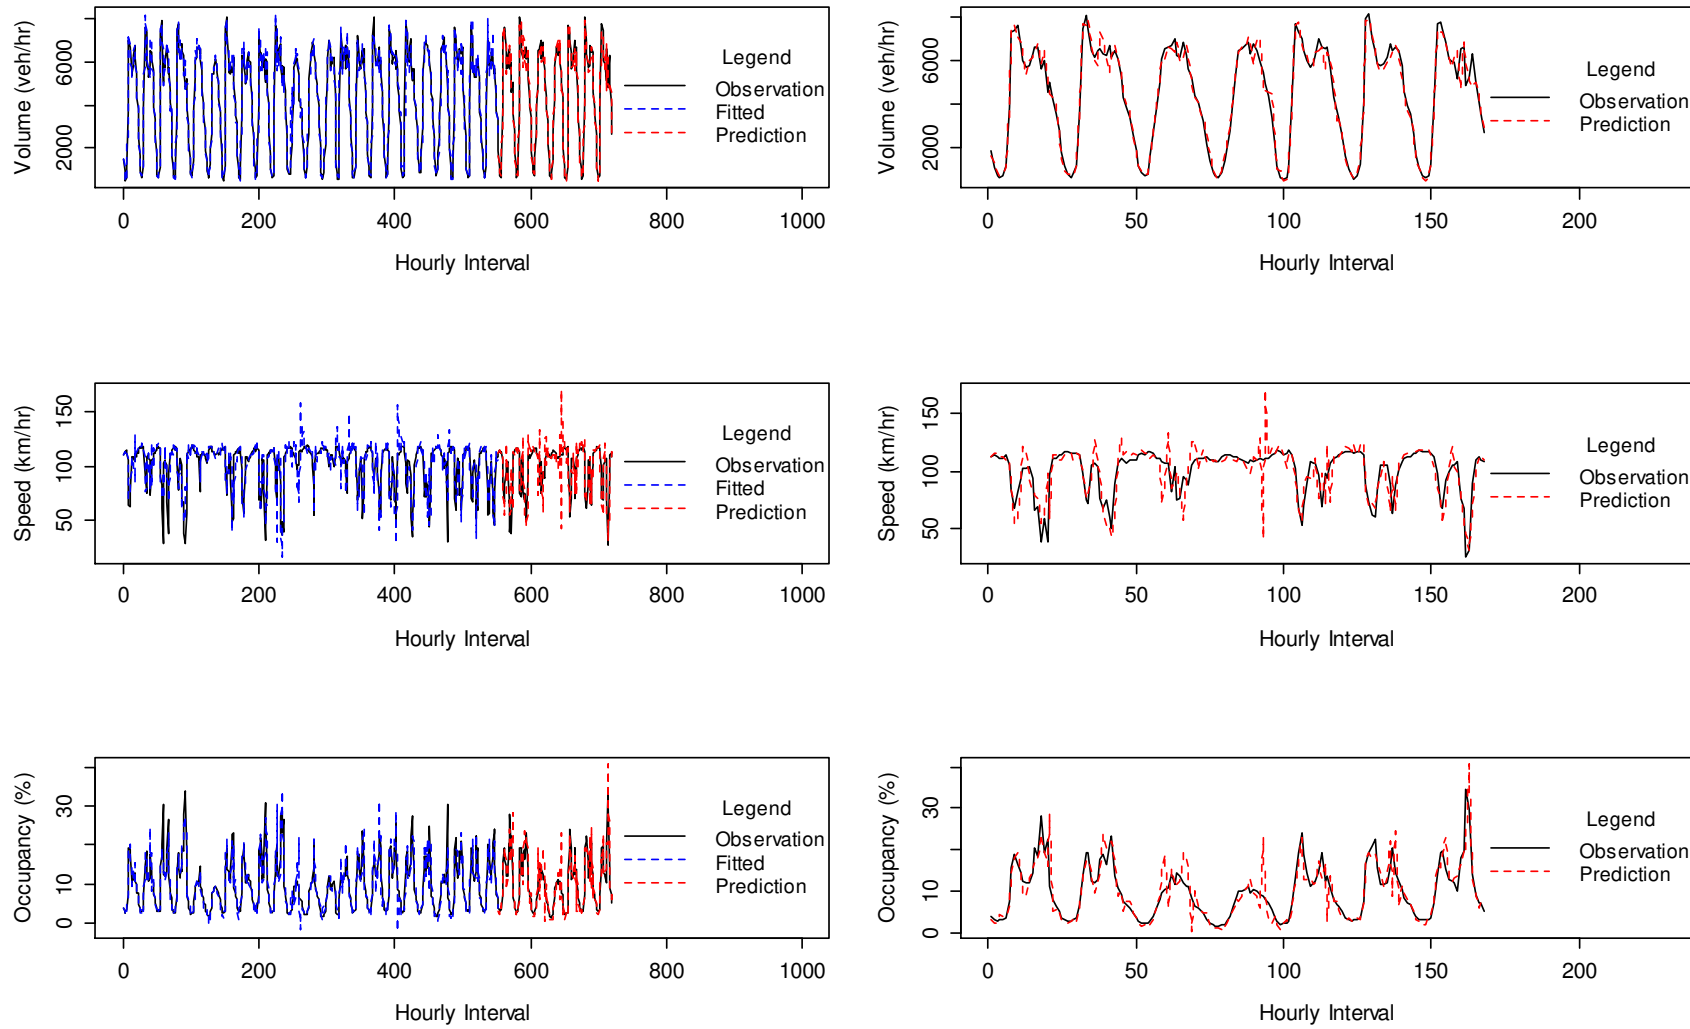 Volume (veh/hr)
2000
6000
Legend
Observation
Fitted
Prediction
0
200
400
600
800
1000
Hourly Interval
Volume (veh/hr)
2000
6000
Legend
Observation
Prediction
0
50
100
150
200
Hourly Interval
Speed (km/hr)
50
100
150
Legend
Observation
Fitted
Prediction
0
200
400
600
800
1000
Hourly Interval
Speed (km/hr)
50
100
150
Legend
Observation
Prediction
0
50
100
150
200
Hourly Interval
Occupancy (%)
0
10
30
Legend
Observation
Fitted
Prediction
0
200
400
600
800
1000
Hourly Interval
Occupancy (%)
0
10
30
Legend
Observation
Prediction
0
50
100
150
200
Hourly Interval